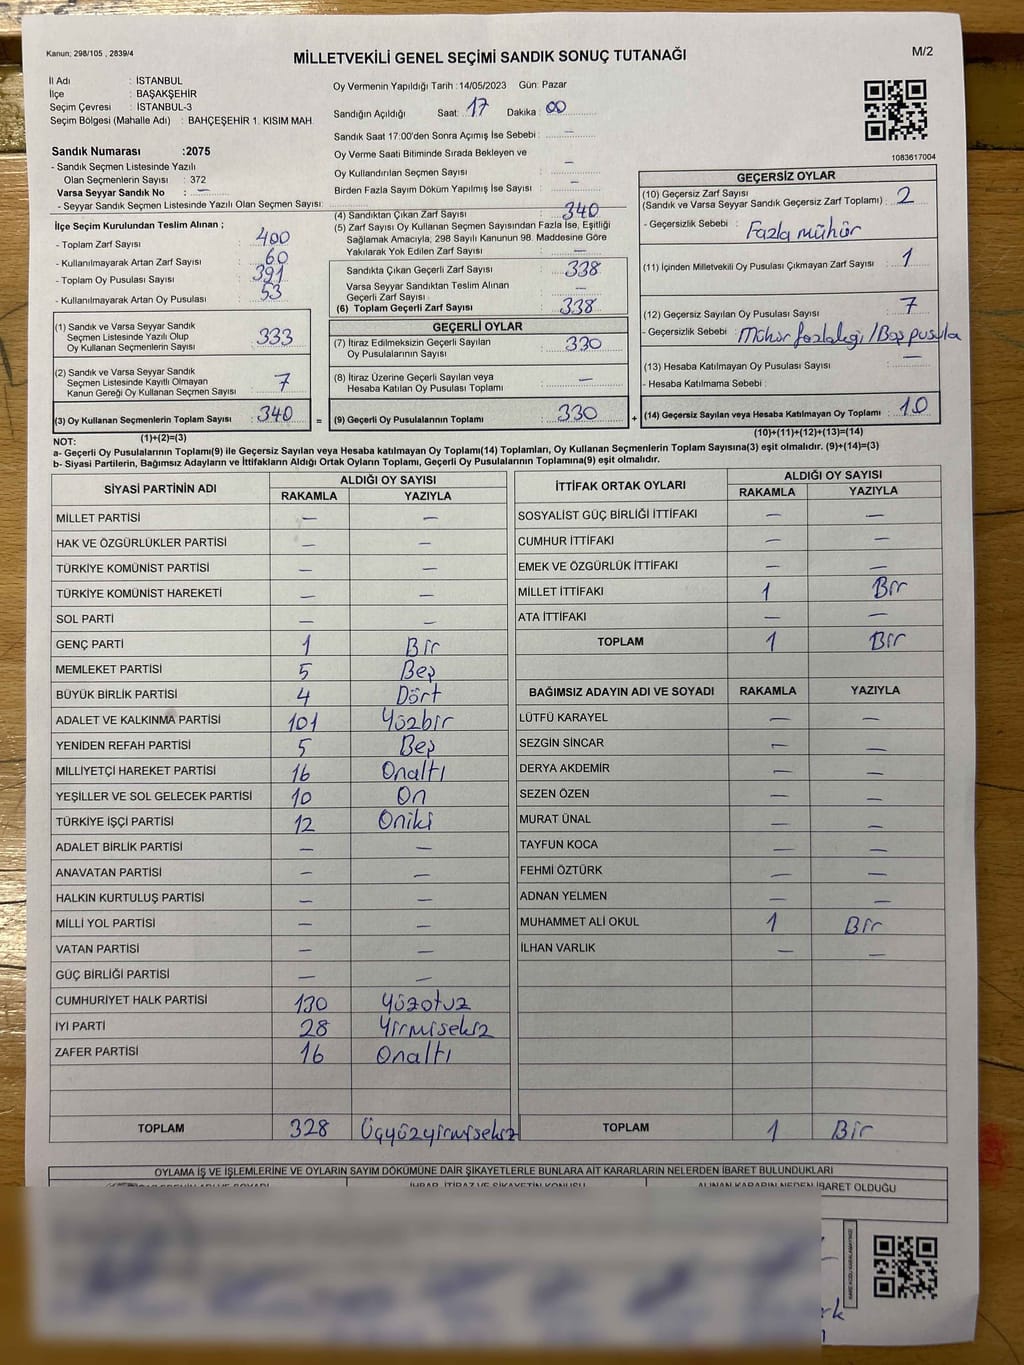 Kanun; 298/105 , 2839/4
MİLLETVEKİLİ GENEL SEÇİMİ SANDIK SONUÇ TUTANAĞI
M/2
İl Adı : İSTANBUL
İlçe : BAŞAKŞEHİR
Seçim Çevresi : İSTANBUL-3
Seçim Bölgesi (Mahalle Adı) : BAHÇEŞEHİR 1. KISIM MAH.
Oy Vermenin Yapıldığı Tarih :14/05/2023 Gün: Pazar
Sandığın Açıldığı Saat: 17 Dakika : 00
Sandık Saat 17:00'den Sonra Açımış İse Sebebi : —
Oy Verme Saati Bitiminde Sırada Bekleyen ve
Oy Kullandırılan Seçmen Sayısı : —
Birden Fazla Sayım Döküm Yapılmış İse Sayısı : —
1083617004
Sandık Numarası :2075
- Sandık Seçmen Listesinde Yazılı
Olan Seçmenlerin Sayısı : 372
Varsa Seyyar Sandık No : —
- Seyyar Sandık Seçmen Listesinde Yazılı Olan Seçmen Sayısı:
İlçe Seçim Kurulundan Teslim Alınan ;
- Toplam Zarf Sayısı : 400
- Kullanılmayarak Artan Zarf Sayısı : 60
- Toplam Oy Pusulası Sayısı : 391
- Kullanılmayarak Artan Oy Pusulası : 53
(1) Sandık ve Varsa Seyyar Sandık
Seçmen Listesinde Yazılı Olup
Oy Kullanan Seçmenlerin Sayısı : 333
(2) Sandık ve Varsa Seyyar Sandık
Seçmen Listesinde Kayıtlı Olmayan
Kanun Gereği Oy Kullanan Seçmen Sayısı : 7
(3) Oy Kullanan Seçmenlerin Toplam Sayısı : 340 =
(4) Sandıktan Çıkan Zarf Sayısı : 340
(5) Zarf Sayısı Oy Kullanan Seçmen Sayısından Fazla İse, Eşitliği
Sağlamak Amacıyla, 298 Sayılı Kanunun 98. Maddesine Göre
Yakılarak Yok Edilen Zarf Sayısı : —
Sandıkta Çıkan Geçerli Zarf Sayısı : 338
Varsa Seyyar Sandıktan Teslim Alınan
Geçerli Zarf Sayısı : —
(6) Toplam Geçerli Zarf Sayısı : 338
GEÇERLİ OYLAR
(7) İtiraz Edilmeksizin Geçerli Sayılan
Oy Pusulalarının Sayısı : 330
(8) İtiraz Üzerine Geçerli Sayılan veya
Hesaba Katılan Oy Pusulası Toplamı : —
(9) Geçerli Oy Pusulalarının Toplamı : 330 +
GEÇERSİZ OYLAR
(10) Geçersiz Zarf Sayısı
(Sandık ve Varsa Seyyar Sandık Geçersiz Zarf Toplamı) : 2
- Geçersizlik Sebebi : Fazla mühür
(11) İçinden Milletvekili Oy Pusulası Çıkmayan Zarf Sayısı : 1
(12) Geçersiz Sayılan Oy Pusulası Sayısı : 7
- Geçersizlik Sebebi : Mühür fazlalığı/Boş pusula
(13) Hesaba Katılmayan Oy Pusulası Sayısı : —
- Hesaba Katılmama Sebebi :
(14) Geçersiz Sayılan veya Hesaba Katılmayan Oy Toplamı : 10
NOT: (1)+(2)=(3) (10)+(11)+(12)+(13)=(14)
a- Geçerli Oy Pusulalarının Toplamı(9) ile Geçersiz Sayılan veya Hesaba katılmayan Oy Toplamı(14) Toplamları, Oy Kullanan Seçmenlerin Toplam Sayısına(3) eşit olmalıdır. (9)+(14)=(3)
b- Siyasi Partilerin, Bağımsız Adayların ve İttifakların Aldığı Ortak Oyların Toplamı, Geçerli Oy Pusulalarının Toplamına(9) eşit olmalıdır.
SİYASİ PARTİNİN ADI ALDIĞI OY SAYISI
RAKAMLA YAZIYLA
MİLLET PARTİSİ — —
HAK VE ÖZGÜRLÜKLER PARTİSİ — —
TÜRKİYE KOMÜNİST PARTİSİ — —
TÜRKİYE KOMÜNİST HAREKETİ — —
SOL PARTİ — —
GENÇ PARTİ 1 Bir
MEMLEKET PARTİSİ 5 Beş
BÜYÜK BİRLİK PARTİSİ 4 Dört
ADALET VE KALKINMA PARTİSİ 101 Yüzbir
YENİDEN REFAH PARTİSİ 5 Beş
MİLLİYETÇİ HAREKET PARTİSİ 16 Onaltı
YEŞİLLER VE SOL GELECEK PARTİSİ 10 On
TÜRKİYE İŞÇİ PARTİSİ 12 Oniki
ADALET BİRLİK PARTİSİ — —
ANAVATAN PARTİSİ — —
HALKIN KURTULUŞ PARTİSİ — —
MİLLİ YOL PARTİSİ — —
VATAN PARTİSİ — —
GÜÇ BİRLİĞİ PARTİSİ — —
CUMHURİYET HALK PARTİSİ 130 Yüzotuz
İYİ PARTİ 28 Yirmisekiz
ZAFER PARTİSİ 16 Onaltı
TOPLAM 328 Üçyüzyirmisekiz
İTTİFAK ORTAK OYLARI ALDIĞI OY SAYISI
RAKAMLA YAZIYLA
SOSYALİST GÜÇ BİRLİĞİ İTTİFAKI — —
CUMHUR İTTİFAKI — —
EMEK VE ÖZGÜRLÜK İTTİFAKI — —
MİLLET İTTİFAKI 1 Bir
ATA İTTİFAKI — —
TOPLAM 1 Bir
BAĞIMSIZ ADAYIN ADI VE SOYADI RAKAMLA YAZIYLA
LÜTFÜ KARAYEL — —
SEZGİN SİNCAR — —
DERYA AKDEMİR — —
SEZEN ÖZEN — —
MURAT ÜNAL — —
TAYFUN KOCA — —
FEHMİ ÖZTÜRK — —
ADNAN YELMEN — —
MUHAMMET ALİ OKUL 1 Bir
İLHAN VARLIK — —
TOPLAM 1 Bir
OYLAMA İŞ VE İŞLEMLERİNE VE OYLARIN SAYIM DÖKÜMÜNE DAİR ŞİKAYETLERLE BUNLARA AİT KARARLARIN NELERDEN İBARET BULUNDUKLARI
İHBAR, İTİRAZ VE ŞİKAYETİN KONUSU ALINAN KARARIN NEDEN İBARET OLDUĞU